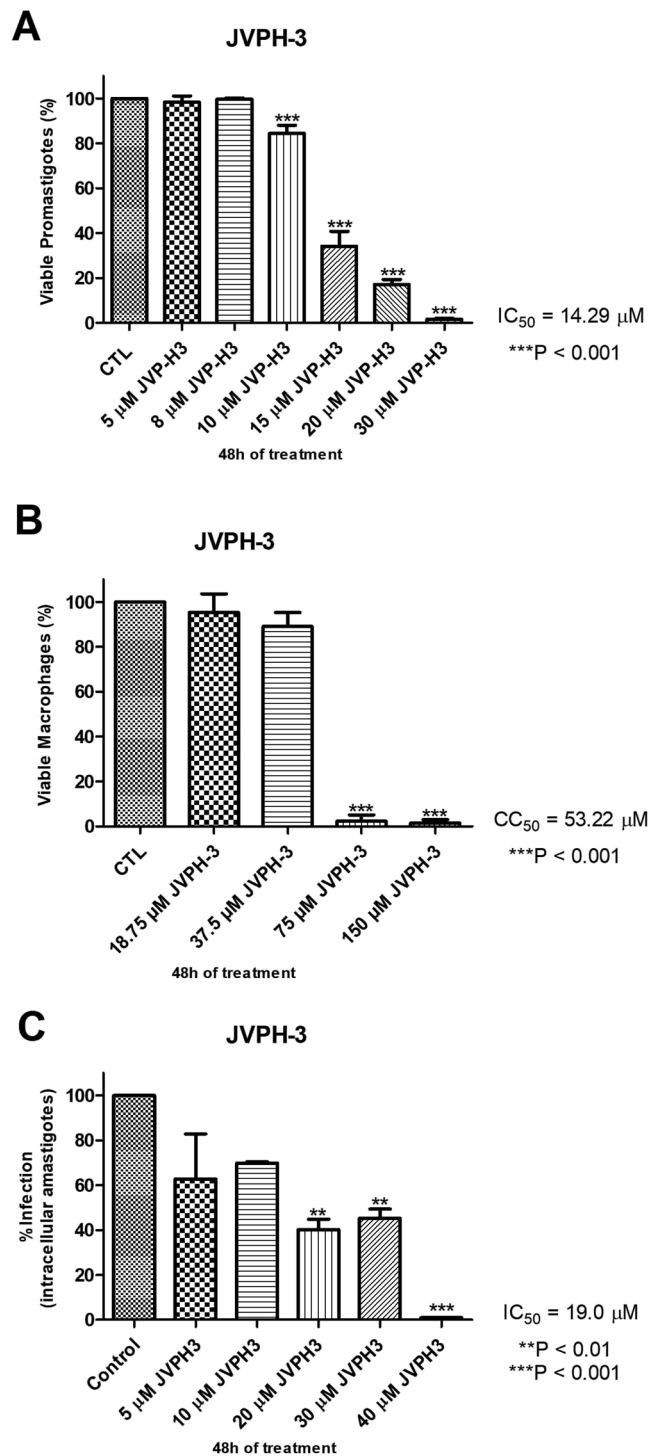 A
JVPH-3
Viable Promastigotes (%)
100
80
60
40
20
0
***
***
***
***
CTL
5 µM JVP-H3
8 µM JVP-H3
10 µM JVP-H3
15 µM JVP-H3
20 µM JVP-H3
30 µM JVP-H3
48h of treatment
IC50 = 14.29 µM
***P < 0.001
B
JVPH-3
Viable Macrophages (%)
100
80
60
40
20
0
***
***
CTL
18.75 µM JVPH-3
37.5 µM JVPH-3
75 µM JVPH-3
150 µM JVPH-3
48h of treatment
CC50 = 53.22 µM
***P < 0.001
C
JVPH-3
% Infection
(intracellular amastigotes)
100
80
60
40
20
0
**
**
***
Control
5 µM JVPH3
10 µM JVPH3
20 µM JVPH3
30 µM JVPH3
40 µM JVPH3
48h of treatment
IC50 = 19.0 µM
**P < 0.01
***P < 0.001